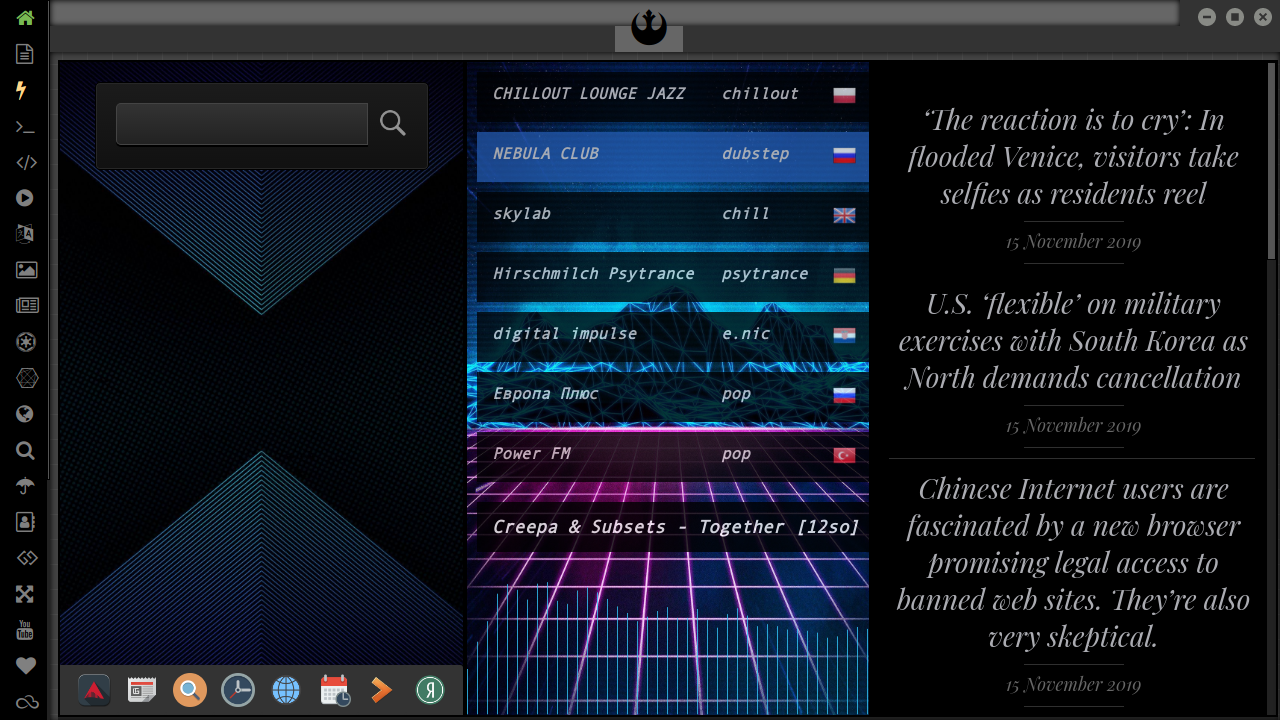 CHILLOUT LOUNGE JAZZ chillout
NEBULA CLUB dubstep
skylab chill
Hirschmilch Psytrance psytrance
digital impulse e.nic
Европа Плюс pop
Power FM pop
Creepa & Subsets - Together [12so]
‘The reaction is to cry’: In
flooded Venice, visitors take
selfies as residents reel
15 November 2019
U.S. ‘flexible’ on military
exercises with South Korea as
North demands cancellation
15 November 2019
Chinese Internet users are
fascinated by a new browser
promising legal access to
banned web sites. They’re also
very skeptical.
15 November 2019
You
Tube
Я